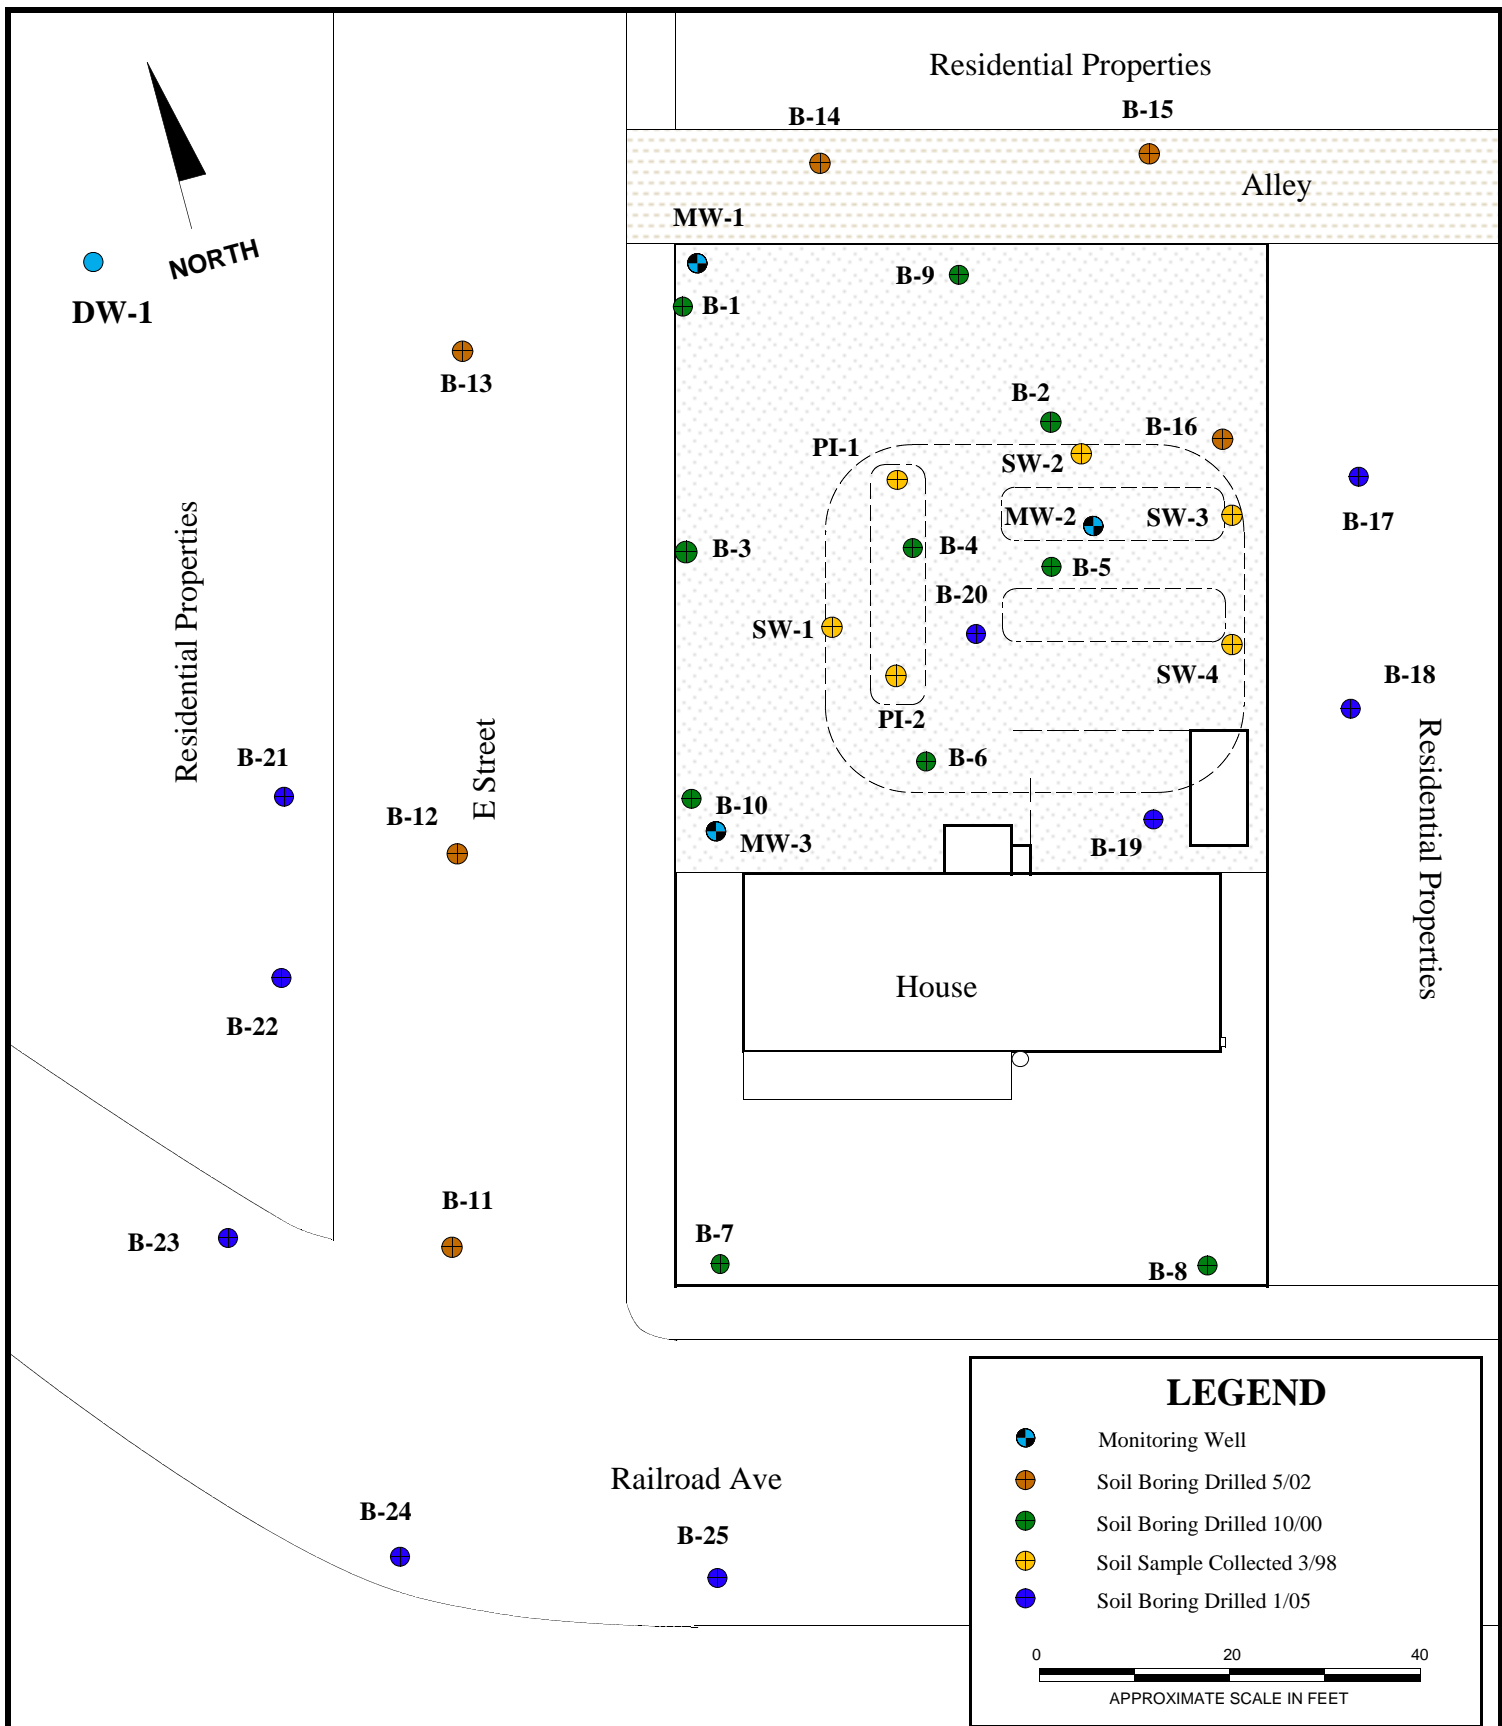 Residential Properties
B-14
B-15
Alley
MW-1
NORTH
DW-1
B-9
B-1
B-13
B-2
B-16
PI-1
SW-2
MW-2
SW-3
B-17
B-3
B-4
B-5
B-20
SW-1
SW-4
B-18
PI-2
Residential Properties
E Street
Residential Properties
B-21
B-6
B-12
B-10
MW-3
B-19
House
B-22
B-11
B-23
B-7
B-8
Railroad Ave
B-24
B-25
LEGEND
Monitoring Well
Soil Boring Drilled 5/02
Soil Boring Drilled 10/00
Soil Sample Collected 3/98
Soil Boring Drilled 1/05
0 20 40
APPROXIMATE SCALE IN FEET